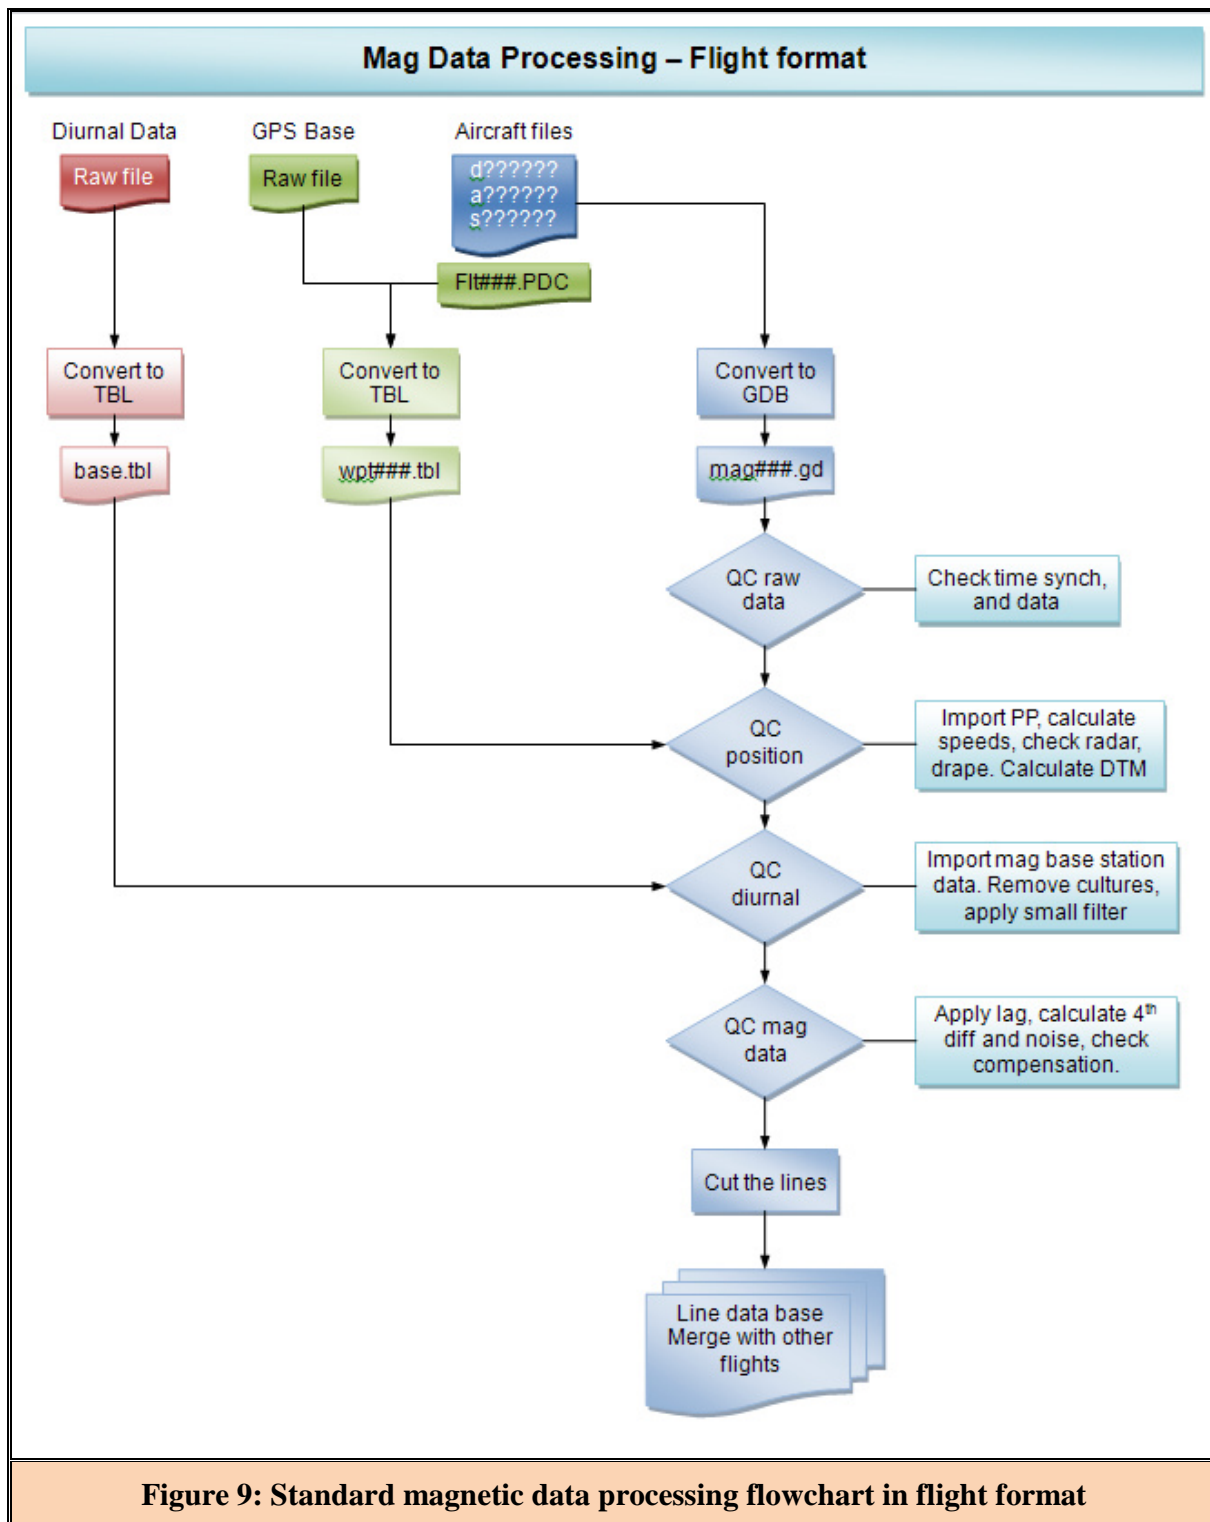 Mag Data Processing – Flight format
Diurnal Data
GPS Base
Aircraft files
Raw file
Raw file
d??????
a??????
s??????
Flt###.PDC
Convert to
TBL
Convert to
TBL
Convert to
GDB
base.tbl
wpt###.tbl
mag###.gd
QC raw
data
Check time synch,
and data
QC
position
Import PP, calculate
speeds, check radar,
drape. Calculate DTM
QC
diurnal
Import mag base station
data. Remove cultures,
apply small filter
QC mag
data
Apply lag, calculate 4th
diff and noise, check
compensation.
Cut the lines
Line data base
Merge with other
flights
Figure 9: Standard magnetic data processing flowchart in flight format